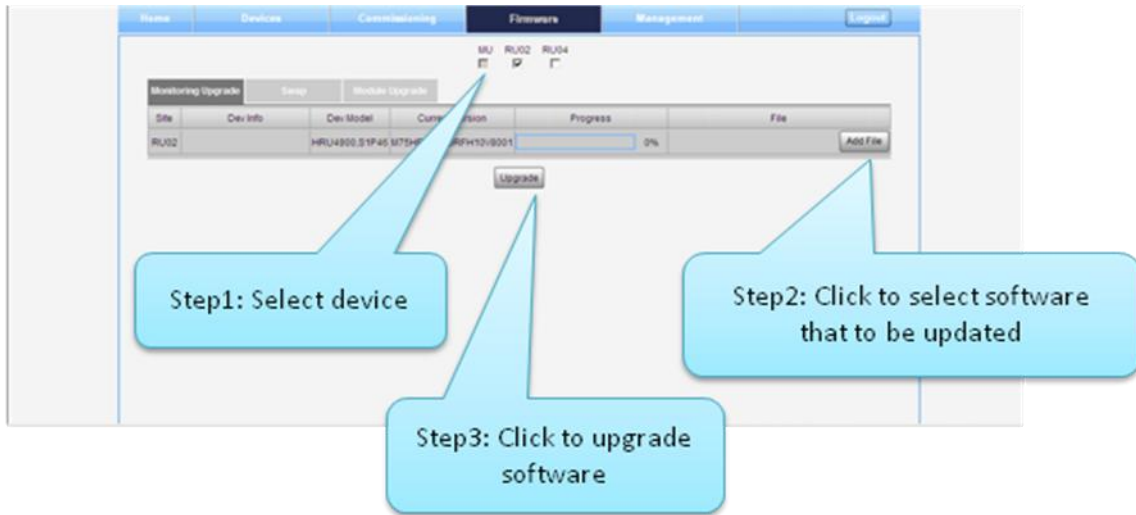 Home Devices Commissioning Firmware Management Logout
MU RU02 RU04
Monitoring Upgrade Swap Module Upgrade
Site Dev Info Dev Model Progress File
RU02 0% Add File
Upgrade
Step1: Select device
Step2: Click to select software
that to be updated
Step3: Click to upgrade
software